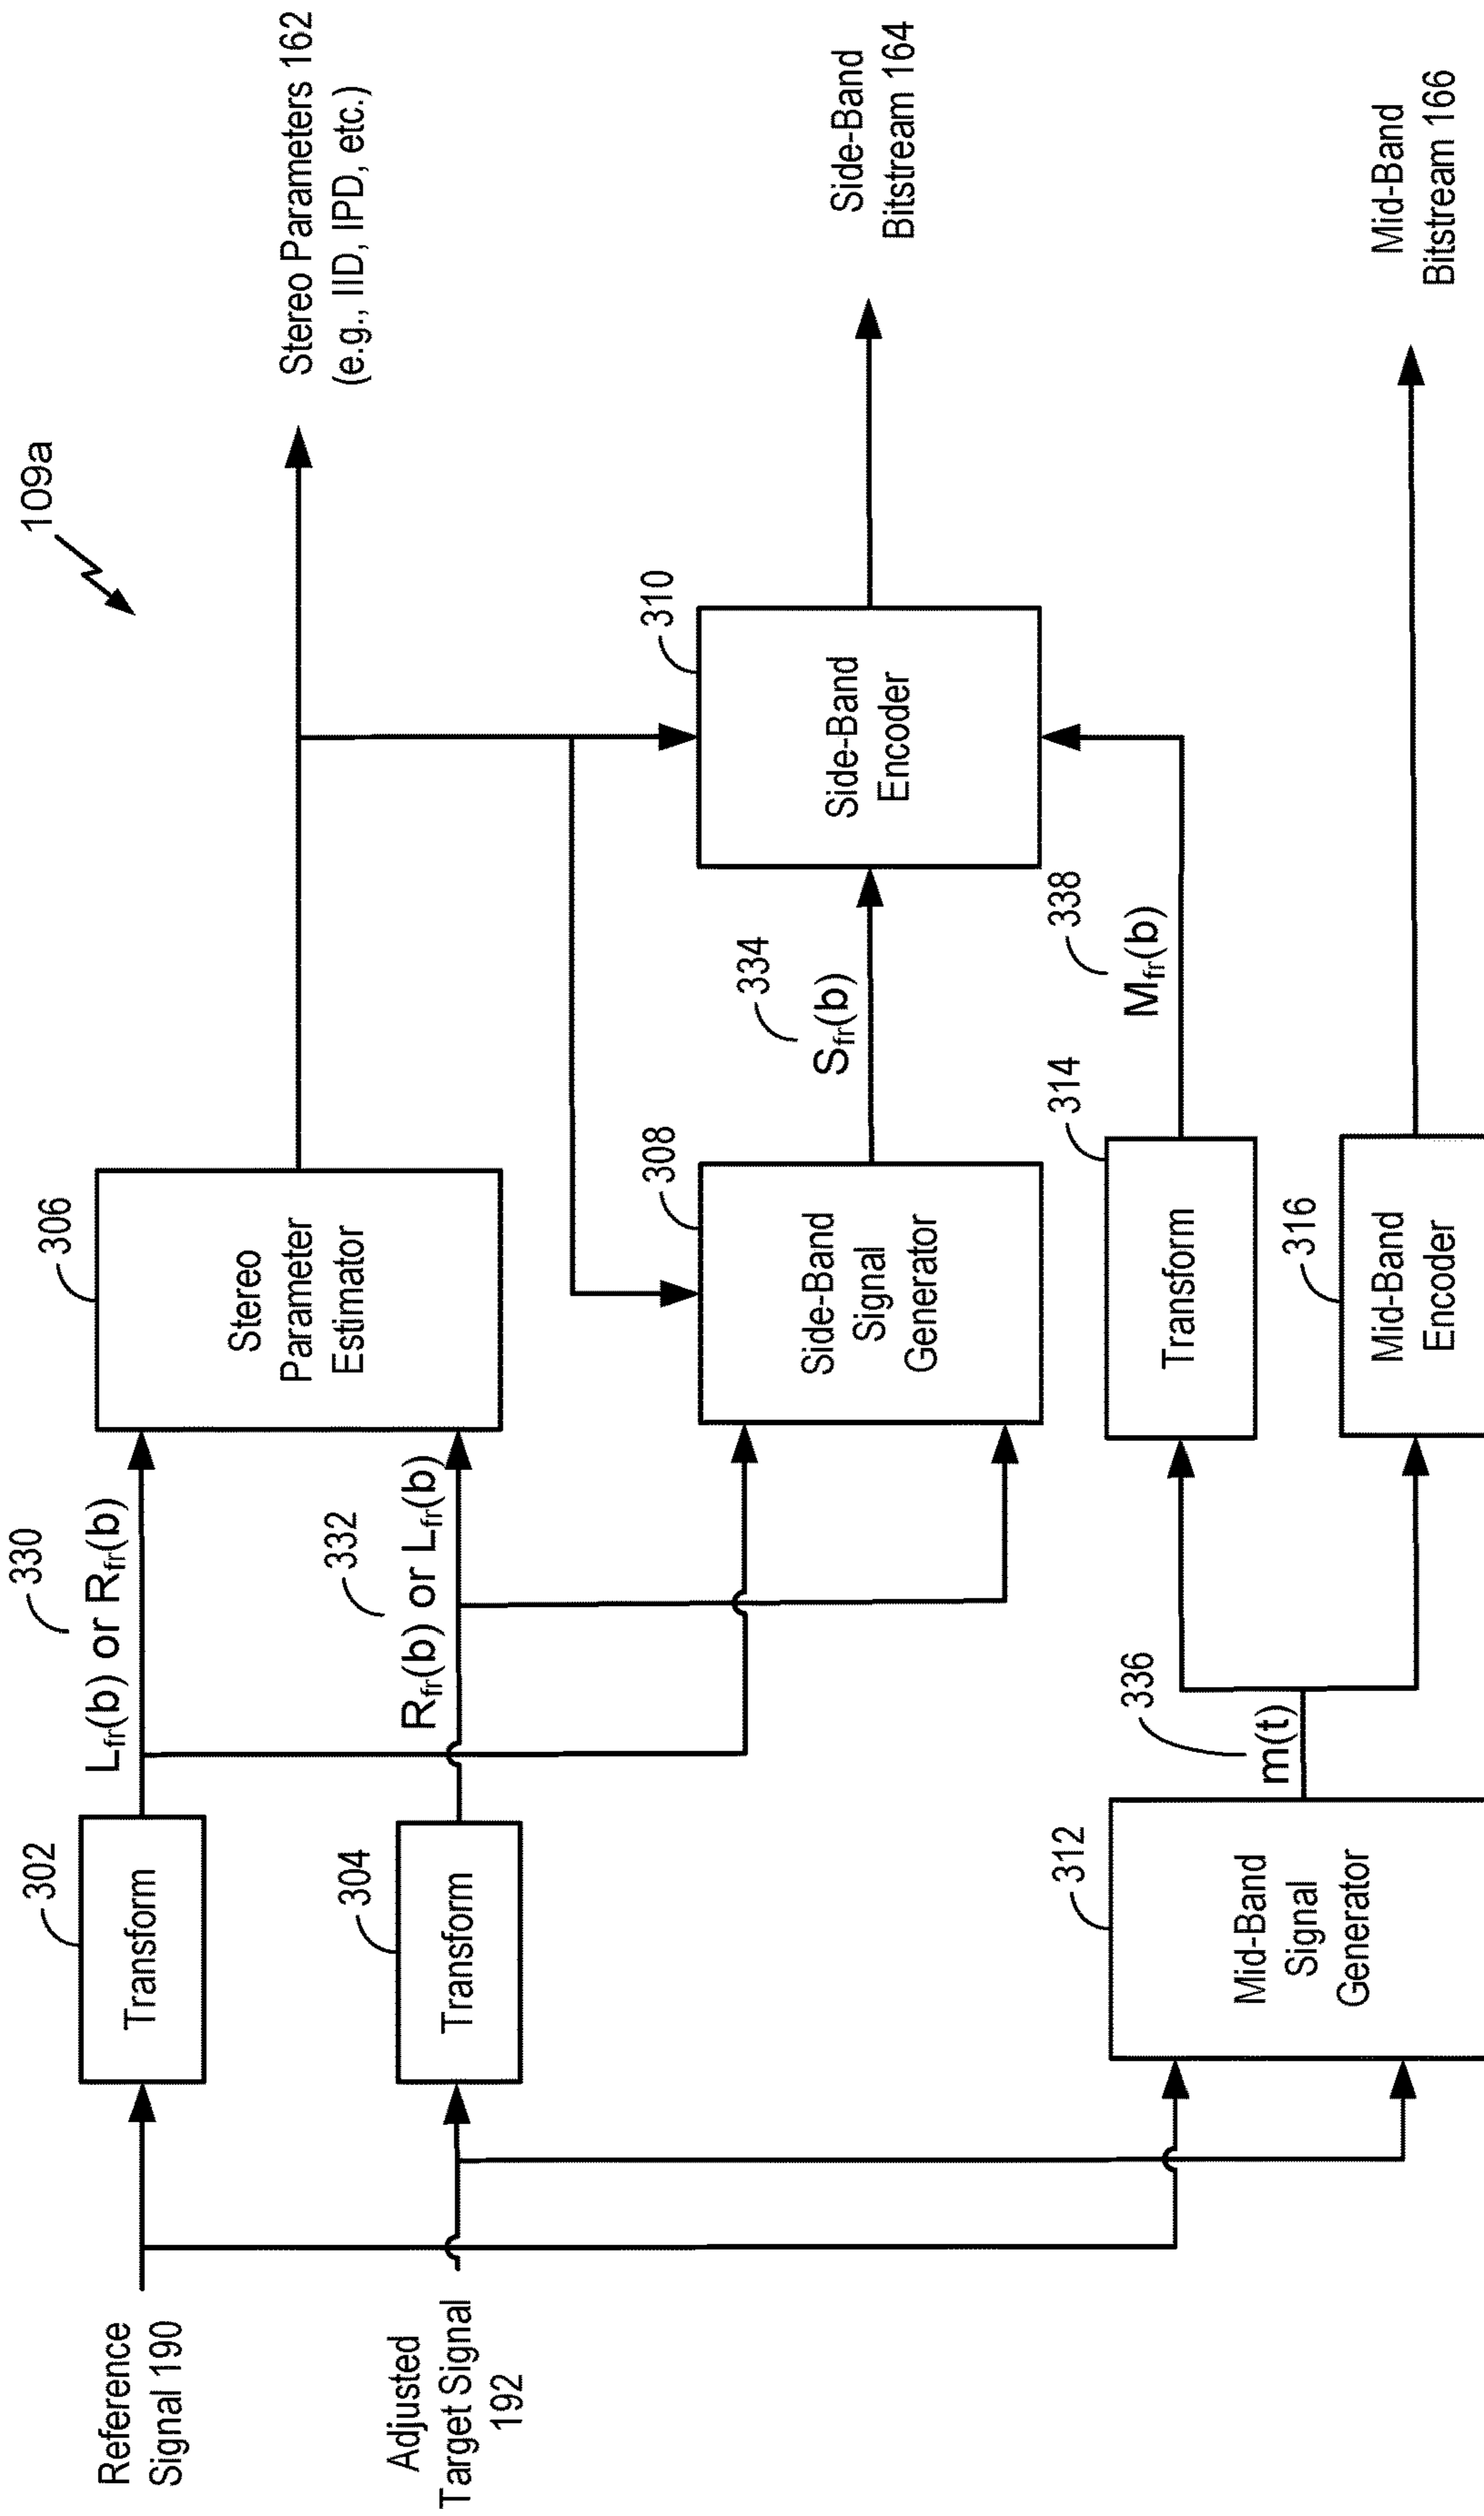 109a
Reference
Signal 190
302
Transform
330
Lfr(b) or Rfr(b)
306
Stereo
Parameter
Estimator
Stereo Parameters 162
(e.g., IID, IPD, etc.)
Adjusted
Target Signal
192
304
Transform
332
Rfr(b) or Lfr(b)
308
Side-Band
Signal
Generator
334
Sfr(b)
310
Side-Band
Encoder
Side-Band
Bitstream 164
312
Mid-Band
Signal
Generator
336
m(t)
314
Transform
338
Mfr(b)
316
Mid-Band
Encoder
Mid-Band
Bitstream 166